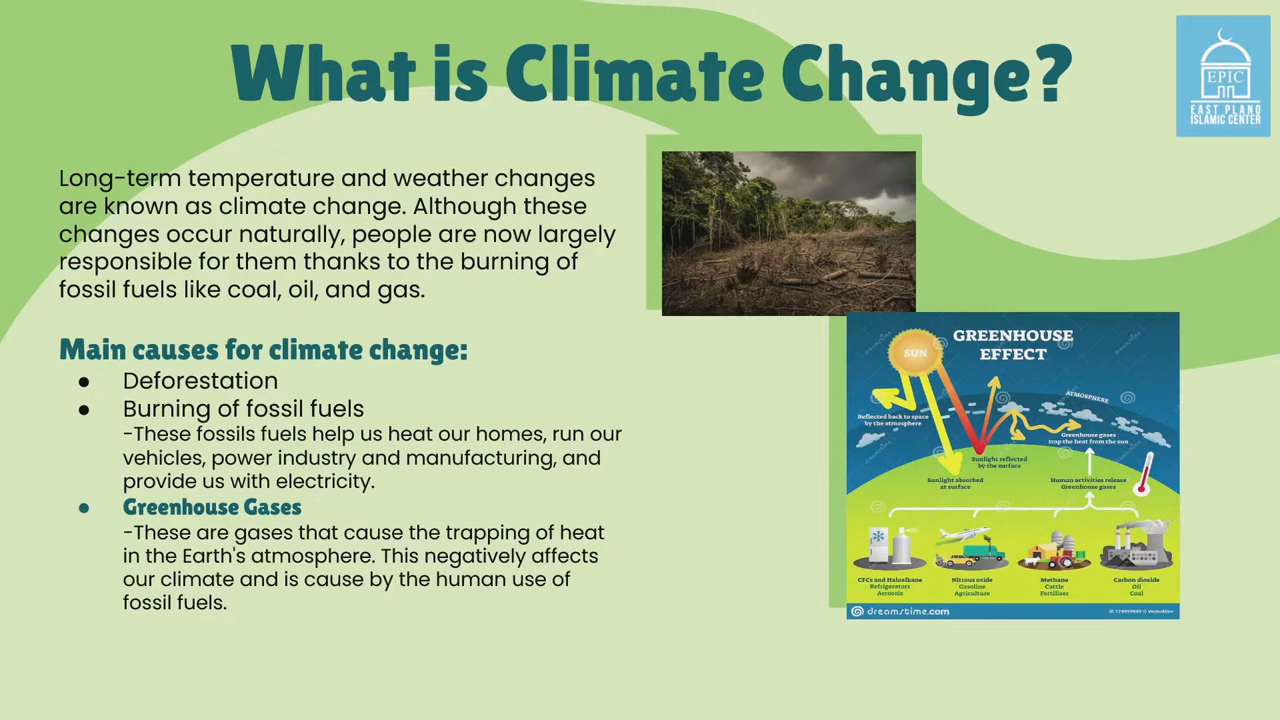 What is Climate Change?
EPIC
EAST PLANO
ISLAMIC CENTER
Long-term temperature and weather changes
are known as climate change. Although these
changes occur naturally, people are now largely
responsible for them thanks to the burning of
fossil fuels like coal, oil, and gas.
Main causes for climate change:
● Deforestation
● Burning of fossil fuels
-These fossils fuels help us heat our homes, run our
vehicles, power industry and manufacturing, and
provide us with electricity.
● Greenhouse Gases
-These are gases that cause the trapping of heat
in the Earth's atmosphere. This negatively affects
our climate and is cause by the human use of
fossil fuels.
GREENHOUSE
EFFECT
SUN
ATMOSPHERE
Reflected back to space
by the atmosphere
Greenhouse gases
trap the heat from the sun
Sunlight reflected
by the surface
Sunlight absorbed
at surface
Human activities release
Greenhouse gases
CFCs and Haloalkane
Refrigerators
Aerosols
Nitrous oxide
Gasoline
Agriculture
Methane
Cattle
Fertiliser
Carbon dioxide
Oil
Coal
dreamstime.com